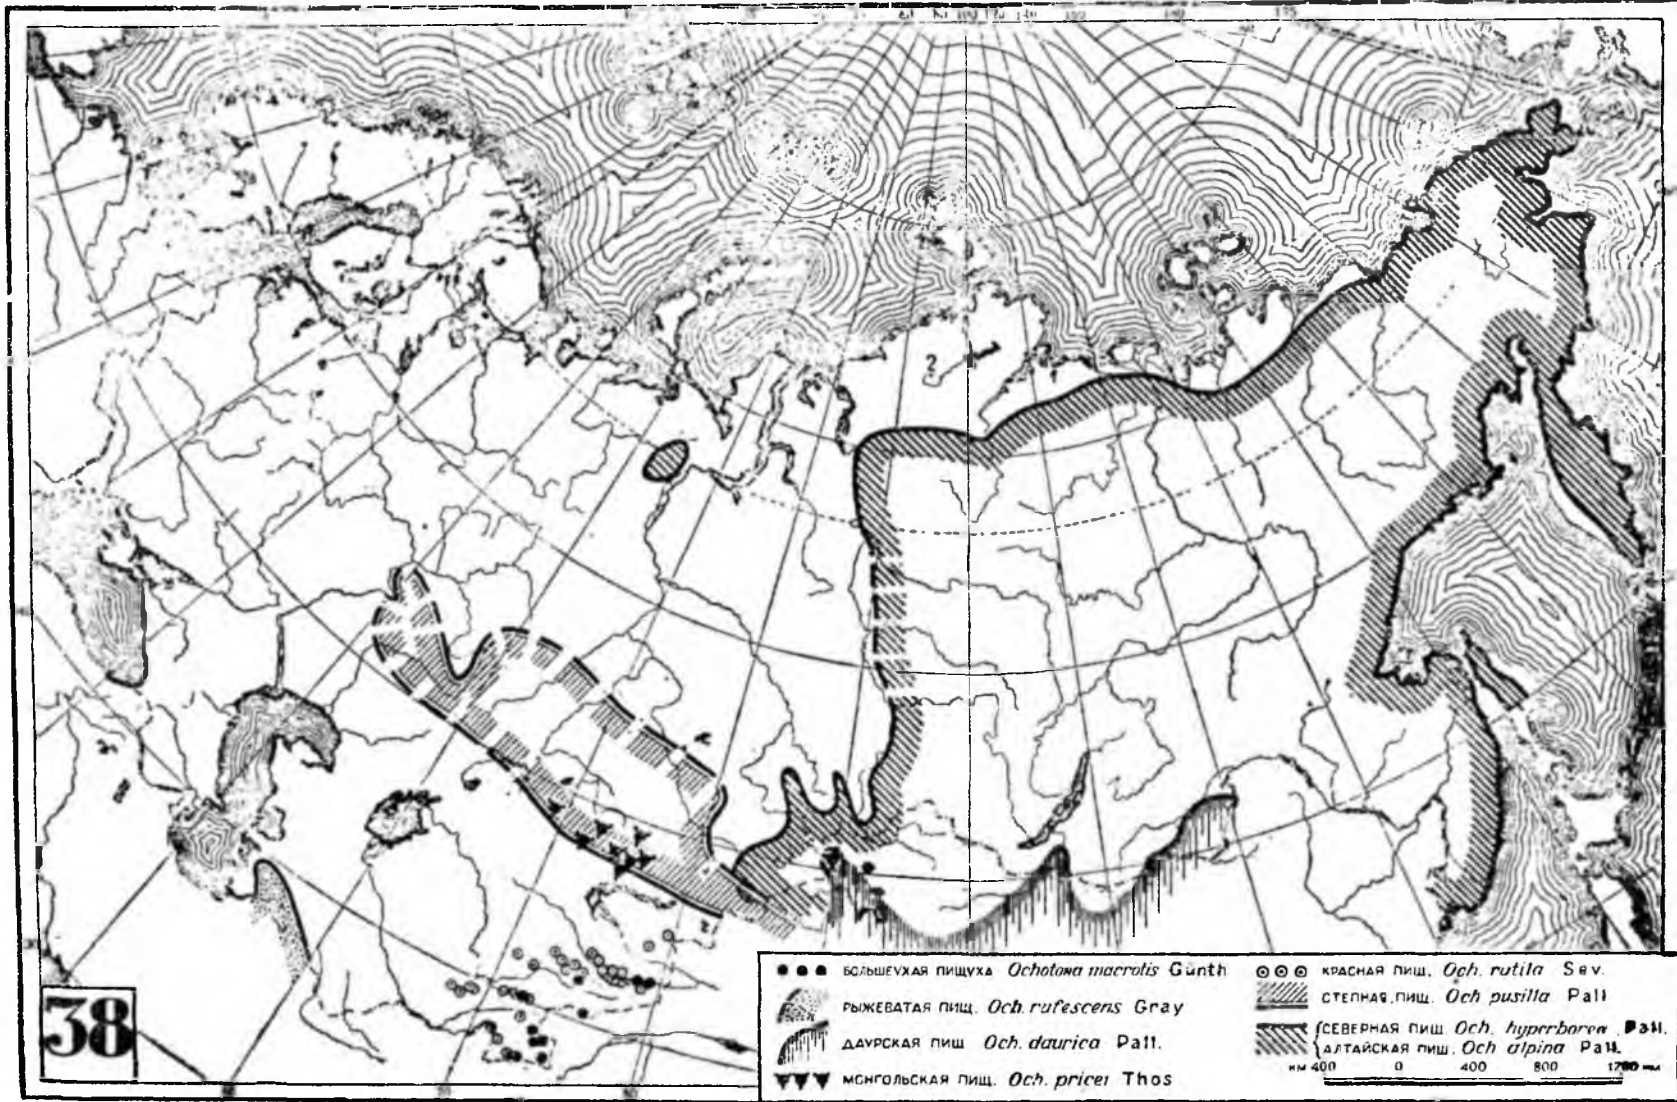 ?
38
БОЛЬШЕУХАЯ ПИЩУХА Ochotona macrotis Günth
РЫЖЕВАТАЯ ПИЩ. Och. rufescens Gray
ДАУРСКАЯ ПИЩ Och. daurica Pall.
МОНГОЛЬСКАЯ ПИЩ. Och. pricei Thos
КРАСНАЯ ПИЩ. Och. rutila Sev.
СТЕПНАЯ ПИЩ. Och pusilla Pall
СЕВЕРНАЯ ПИЩ Och. hyperborea Pall.
АЛТАЙСКАЯ ПИЩ. Och alpina Pall.
КМ 400 0 400 800